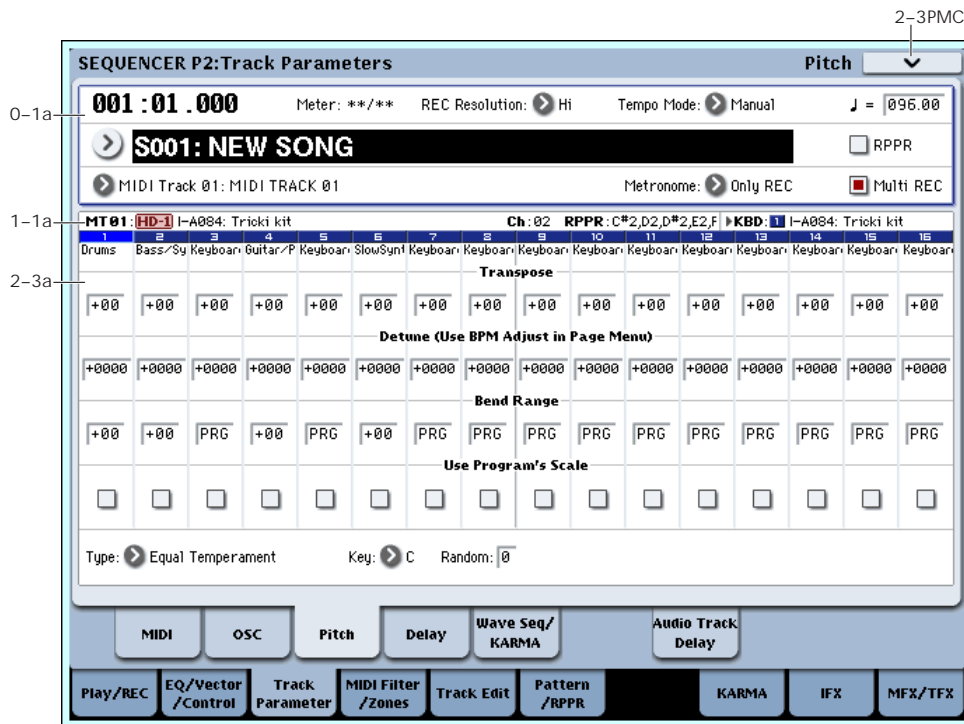 2–3PMC
SEQUENCER P2:Track Parameters Pitch
0–1a
001:01.000 Meter: **/** REC Resolution: Hi Tempo Mode: Manual ♩ = 096.00
S001: NEW SONG RPPR
MIDI Track 01: MIDI TRACK 01 Metronome: Only REC Multi REC
1–1a
MT01: HD-1 I-A084: Tricki kit Ch:02 RPPR:C#2,D2,D#2,E2,F KBD: 1 I-A084: Tricki kit
1 2 3 4 5 6 7 8 9 10 11 12 13 14 15 16
Drums Bass/Sy Keyboar Guitar/P Keyboar SlowSynt Keyboar Keyboar Keyboar Keyboar Keyboar Keyboar Keyboar Keyboar Keyboar Keyboar
2–3a
Transpose
+00 +00 +00 +00 +00 +00 +00 +00 +00 +00 +00 +00 +00 +00 +00 +00
Detune (Use BPM Adjust in Page Menu)
+0000 +0000 +0000 +0000 +0000 +0000 +0000 +0000 +0000 +0000 +0000 +0000 +0000 +0000 +0000 +0000
Bend Range
+00 +00 PRG +00 PRG +00 PRG PRG PRG PRG PRG PRG PRG PRG PRG PRG
Use Program's Scale
Type: Equal Temperament Key: C Random: 0
MIDI OSC Pitch Delay Wave Seq/
KARMA Audio Track
Delay
Play/REC EQ/Vector
/Control Track
Parameter MIDI Filter
/Zones Track Edit Pattern
/RPPR KARMA IFX MFX/TFX